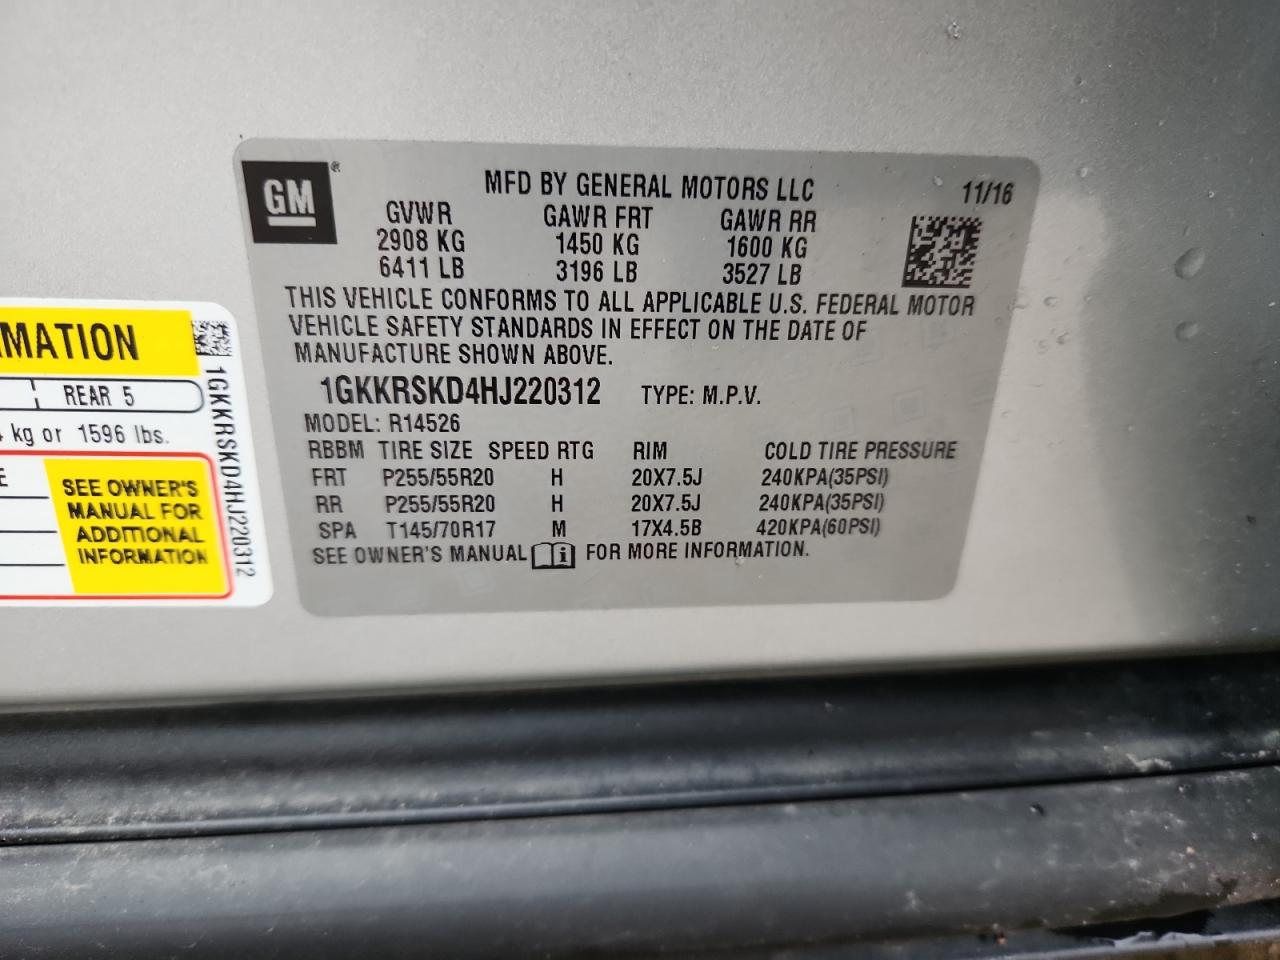 GM ®
MFD BY GENERAL MOTORS LLC 11/16
GVWR GAWR FRT GAWR RR
2908 KG 1450 KG 1600 KG
6411 LB 3196 LB 3527 LB
THIS VEHICLE CONFORMS TO ALL APPLICABLE U.S. FEDERAL MOTOR
VEHICLE SAFETY STANDARDS IN EFFECT ON THE DATE OF
MANUFACTURE SHOWN ABOVE.
1GKKRSKD4HJ220312 TYPE: M.P.V.
MODEL: R14526
RBBM TIRE SIZE SPEED RTG RIM COLD TIRE PRESSURE
FRT P255/55R20 H 20X7.5J 240KPA(35PSI)
RR P255/55R20 H 20X7.5J 240KPA(35PSI)
SPA T145/70R17 M 17X4.5B 420KPA(60PSI)
SEE OWNER'S MANUAL i FOR MORE INFORMATION.
MATION
REAR 5
kg or 1596 lbs.
SEE OWNER'S
MANUAL FOR
ADDITIONAL
INFORMATION
1GKKRSKD4HJ220312